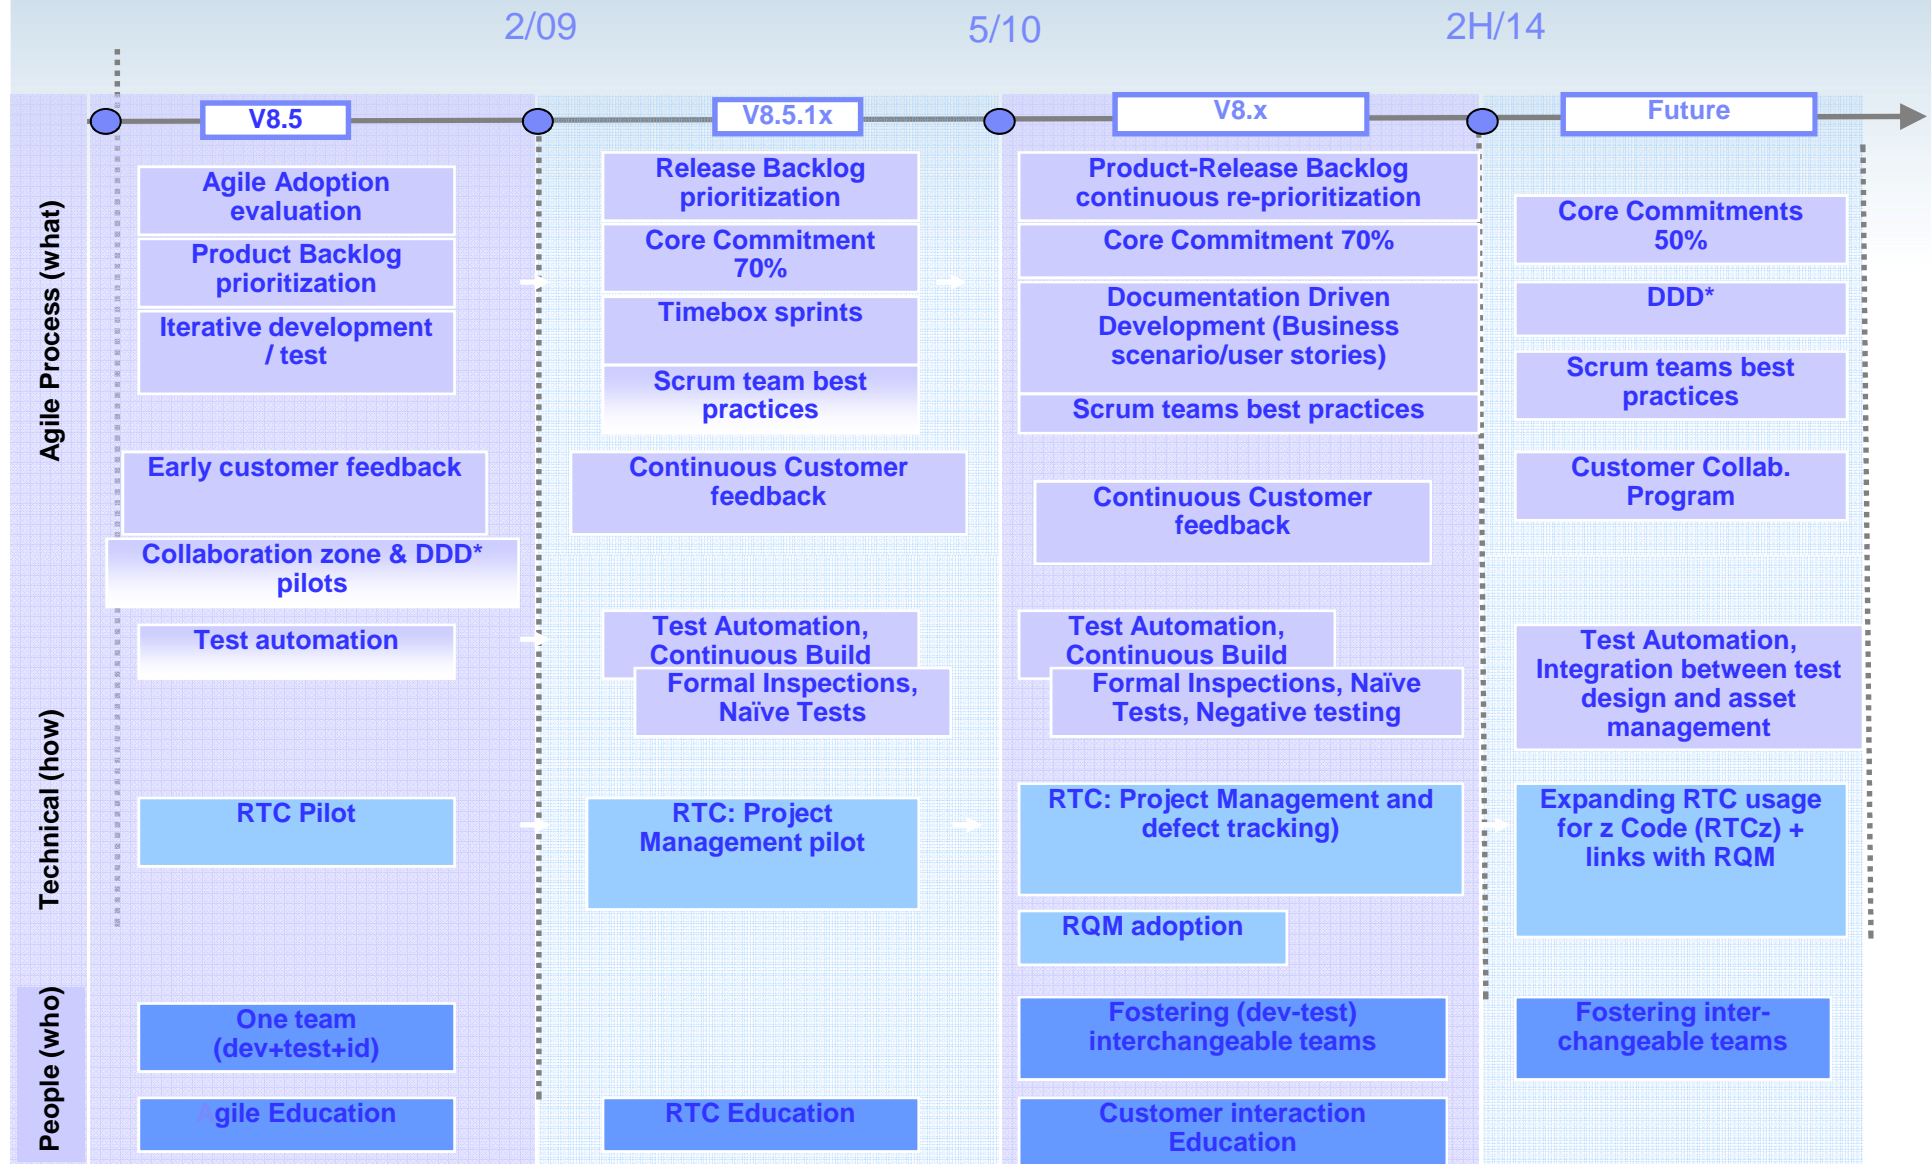 2/09
5/10
2H/14
V8.5
V8.5.1x
V8.x
Future
Agile Process (what)
Agile Adoption
evaluation
Product Backlog
prioritization
Iterative development
/ test
Early customer feedback
Collaboration zone & DDD*
pilots
Release Backlog
prioritization
Core Commitment
70%
Timebox sprints
Scrum team best
practices
Continuous Customer
feedback
Product-Release Backlog
continuous re-prioritization
Core Commitment 70%
Documentation Driven
Development (Business
scenario/user stories)
Scrum teams best practices
Continuous Customer
feedback
Core Commitments
50%
DDD*
Scrum teams best
practices
Customer Collab.
Program
Technical (how)
Test automation
RTC Pilot
Test Automation,
Continuous Build
Formal Inspections,
Naïve Tests
RTC: Project
Management pilot
Test Automation,
Continuous Build
Formal Inspections, Naïve
Tests, Negative testing
RTC: Project Management and
defect tracking)
RQM adoption
Test Automation,
Integration between test
design and asset
management
Expanding RTC usage
for z Code (RTCz) +
links with RQM
People (who)
One team
(dev+test+id)
Agile Education
RTC Education
Fostering (dev-test)
interchangeable teams
Customer interaction
Education
Fostering inter-
changeable teams